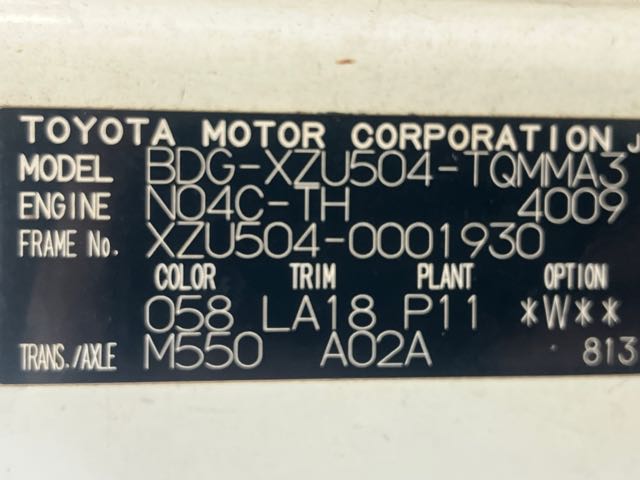 TOYOTA MOTOR CORPORATION J
MODEL BDG-XZU504-TQMMA3
ENGINE N04C-TH 4009
FRAME No. XZU504-0001930
COLOR TRIM PLANT OPTION
058 LA18 P11 *W**
TRANS./AXLE M550 A02A 813